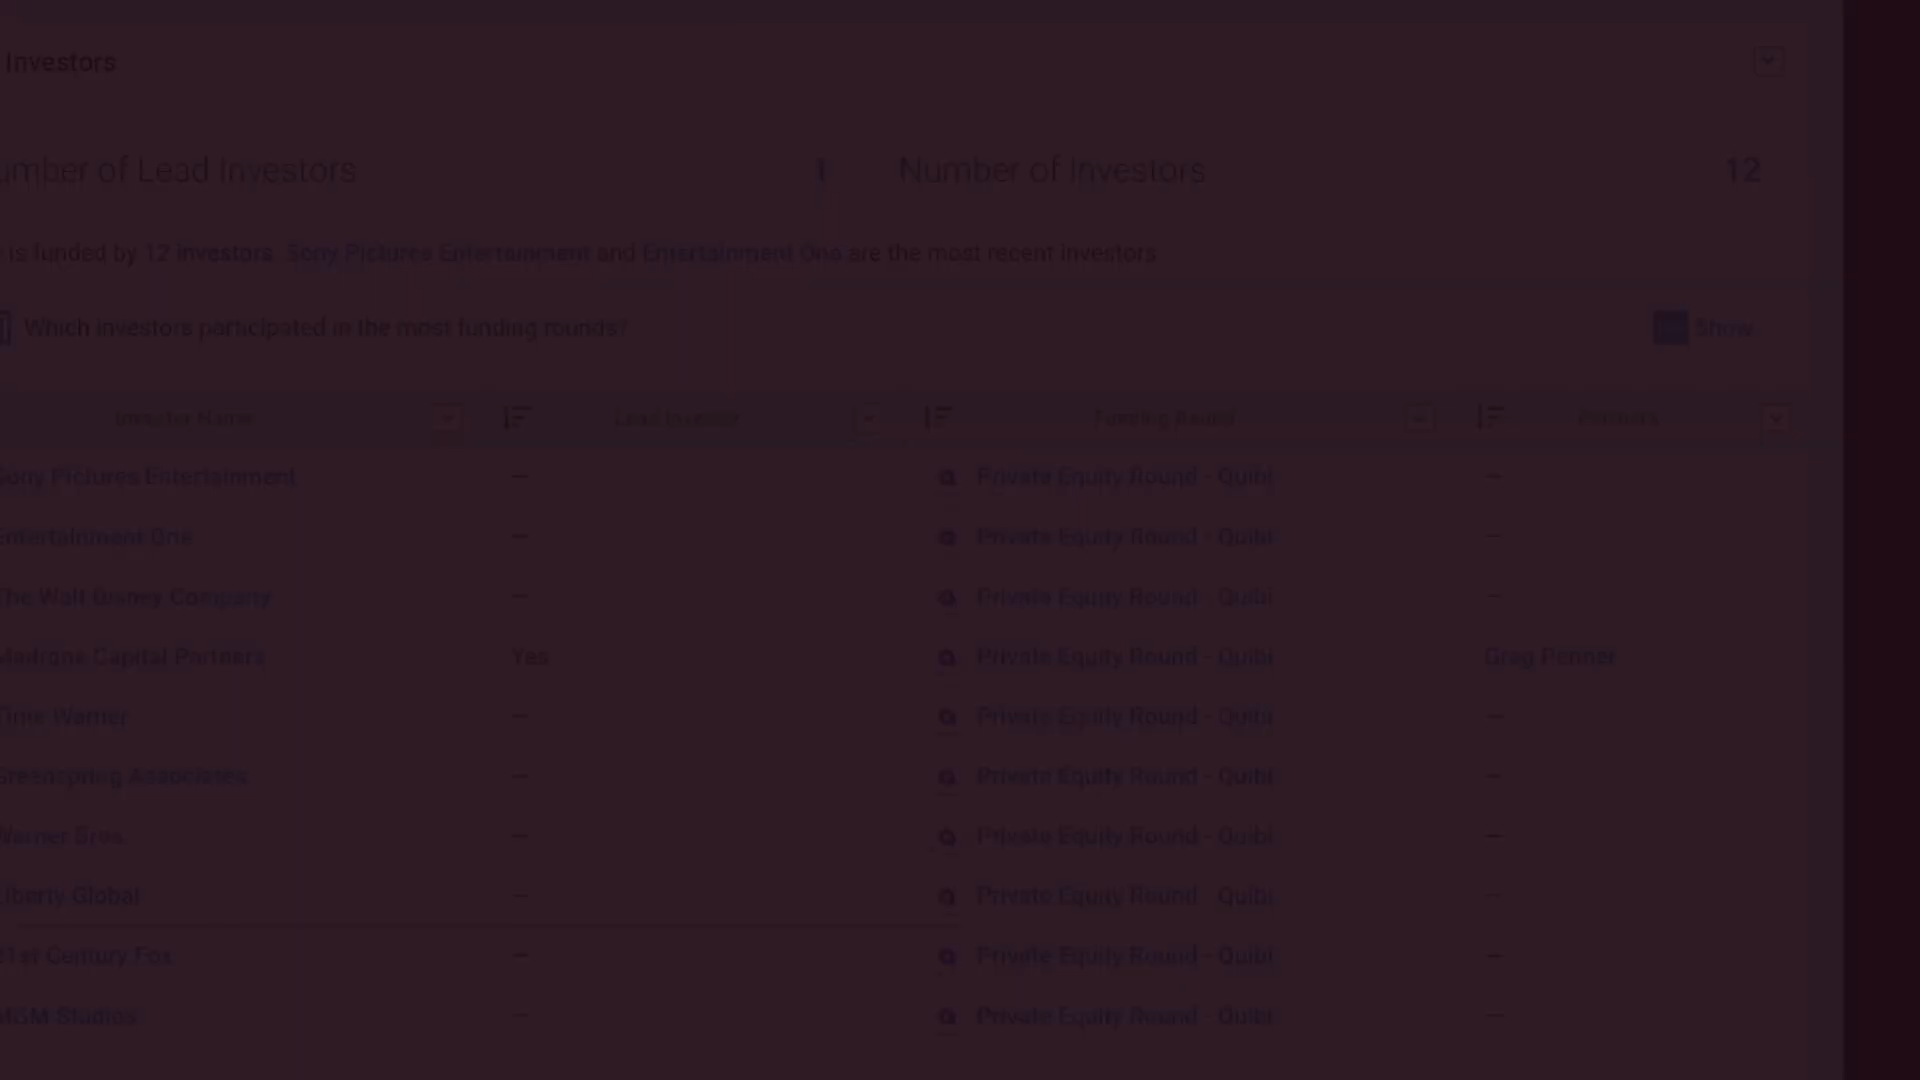 Investors
umber of Lead Investors 1 Number of Investors 12
is funded by 12 investors. Sony Pictures Entertainment and Entertainment One are the most recent investors
Which investors participated in the most funding rounds? Show
Investor Name Lead Investor Funding Round Partners
Sony Pictures Entertainment — Private Equity Round - Quibi —
Entertainment One — Private Equity Round - Quibi —
The Walt Disney Company — Private Equity Round - Quibi —
Madrone Capital Partners Yes Private Equity Round - Quibi Greg Penner
Time Warner — Private Equity Round - Quibi —
Greenspring Associates — Private Equity Round - Quibi —
Warner Bros — Private Equity Round - Quibi —
Liberty Global — Private Equity Round - Quibi —
21st Century Fox — Private Equity Round - Quibi —
MGM Studios — Private Equity Round - Quibi —